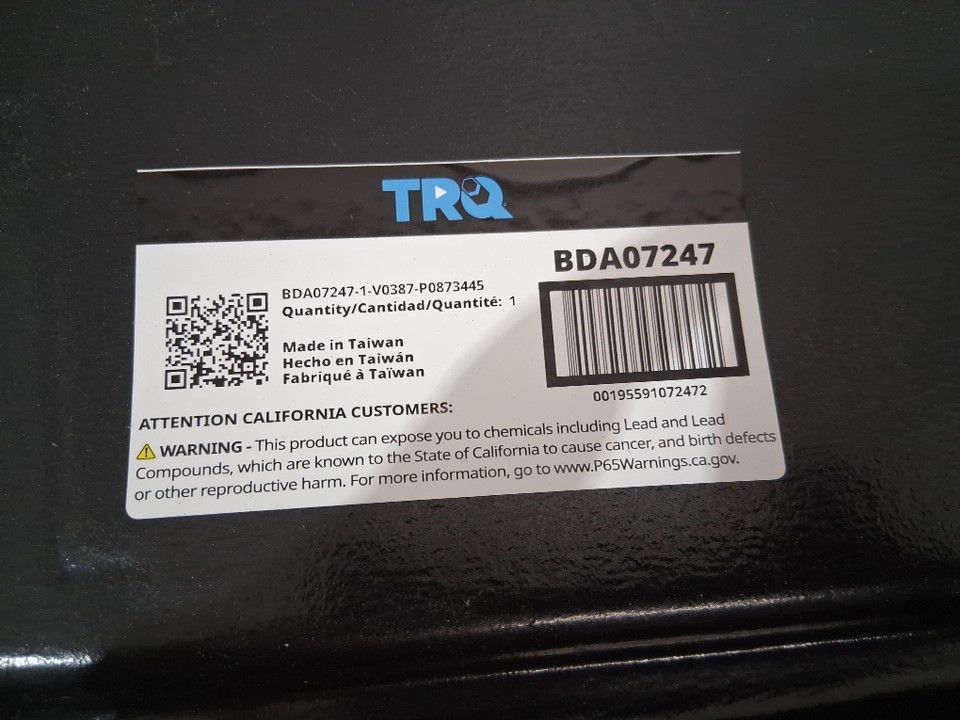 TRQ
BDA07247
BDA07247-1-V0387-P0873445
Quantity/Cantidad/Quantité: 1
Made in Taiwan
Hecho en Taiwán
Fabriqué à Taïwan
00195591072472
ATTENTION CALIFORNIA CUSTOMERS:
WARNING - This product can expose you to chemicals including Lead and Lead
Compounds, which are known to the State of California to cause cancer, and birth defects
or other reproductive harm. For more information, go to www.P65Warnings.ca.gov.